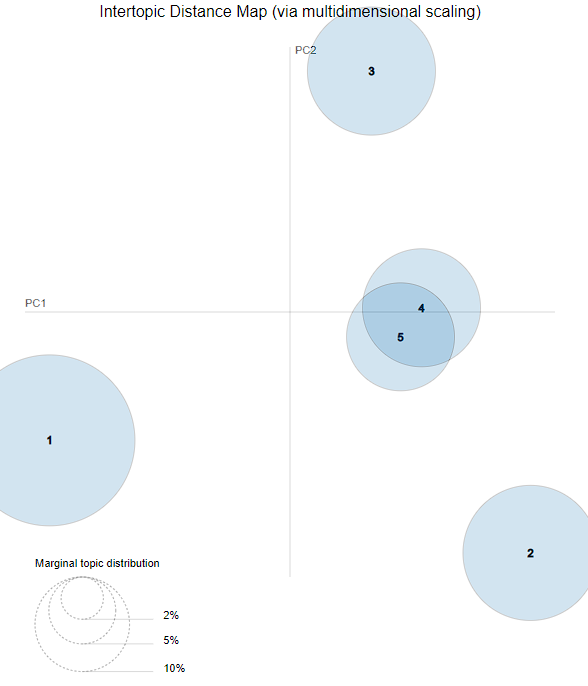 Intertopic Distance Map (via multidimensional scaling)
PC2
3
PC1
4
5
1
2
Marginal topic distribution
2%
5%
10%